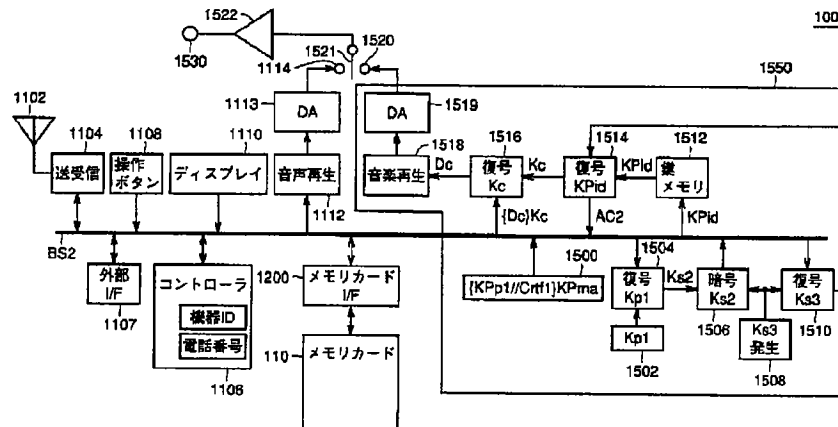 100
1522
1530
1521
1520
1114
1550
1102
1113
DA
1519
DA
1104
1108
1110
1518
1516
1514
1512
送受信
操作
ボタン
ディスプレイ
音声再生
1112
音楽再生
Dc
復号
Kc
Kc
復号
KPid
KPid
鍵
メモリ
{Dc}Kc
AC2
KPid
BS2
外部
I/F
1107
コントローラ
機器ID
電話番号
1106
1200
メモリカード
I/F
110
メモリカード
1500
{KPp1//Crtf1}KPma
1504
復号
Kp1
Ks2
Kp1
1502
暗号
Ks2
1506
Ks3
発生
1508
復号
Ks3
1510